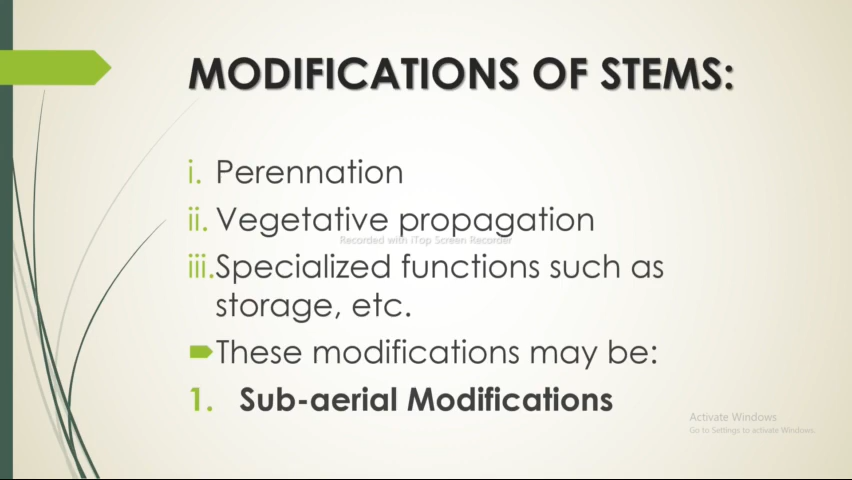 MODIFICATIONS OF STEMS:
i. Perennation
ii. Vegetative propagation
Recorded with iTop Screen Recorder
iii.Specialized functions such as
storage, etc.
These modifications may be:
1. Sub-aerial Modifications
Activate Windows
Go to Settings to activate Windows.